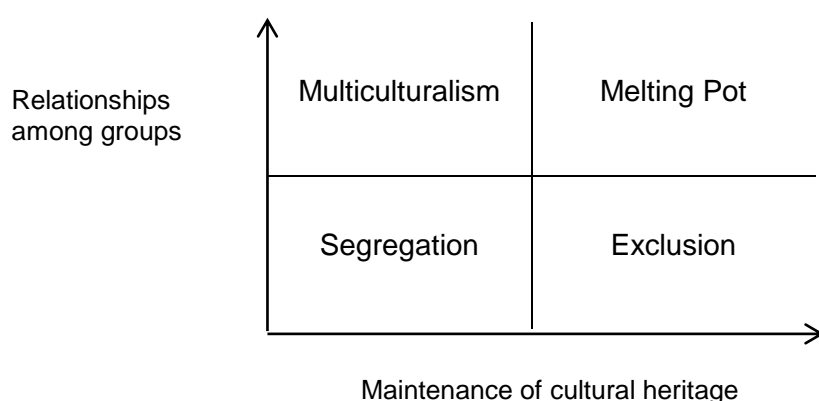 Multiculturalism
Melting Pot
Relationships
among groups
Segregation
Exclusion
Maintenance of cultural heritage